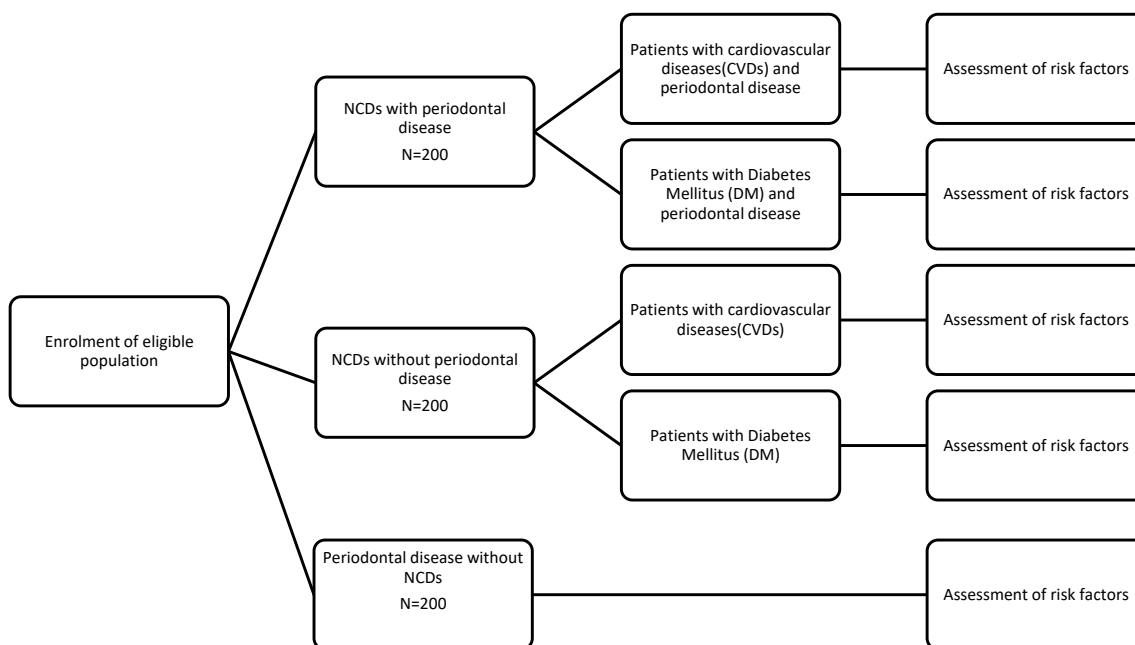 Enrolment of eligible
population
NCDs with periodontal
disease
N=200
Patients with cardiovascular
diseases(CVDs) and
periodontal disease
Assessment of risk factors
Patients with Diabetes
Mellitus (DM) and
periodontal disease
Assessment of risk factors
NCDs without periodontal
disease
N=200
Patients with cardiovascular
diseases(CVDs)
Assessment of risk factors
Patients with Diabetes
Mellitus (DM)
Assessment of risk factors
Periodontal disease without
NCDs
N=200
Assessment of risk factors